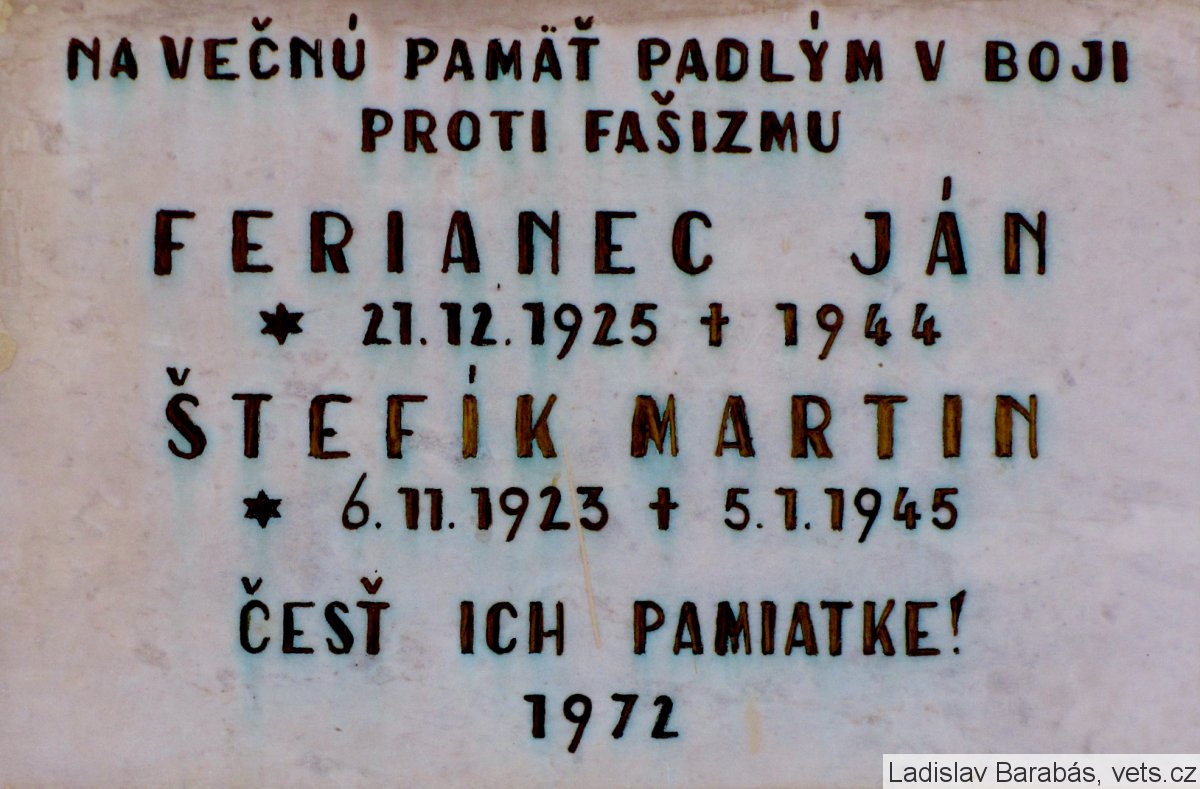 NA VEČNÚ PAMÄŤ PADLÝM V BOJI
PROTI FAŠIZMU
FERIANEC JÁN
* 21.12.1925 † 1944
ŠTEFÍK MARTIN
* 6.11.1923 † 5.1.1945
ČESŤ ICH PAMIATKE!
1972
Ladislav Barabás, vets.cz